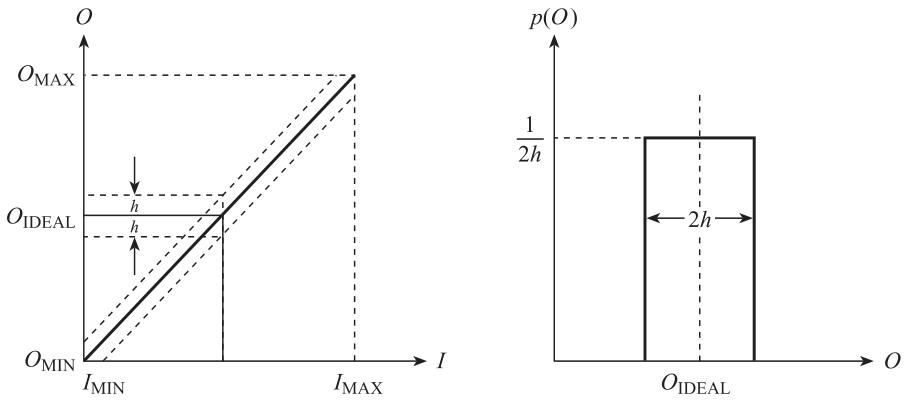 O
O_MAX
h
O_IDEAL
h
O_MIN
I_MIN
I_MAX
I
p(O)
1
2h
2h
O_IDEAL
O